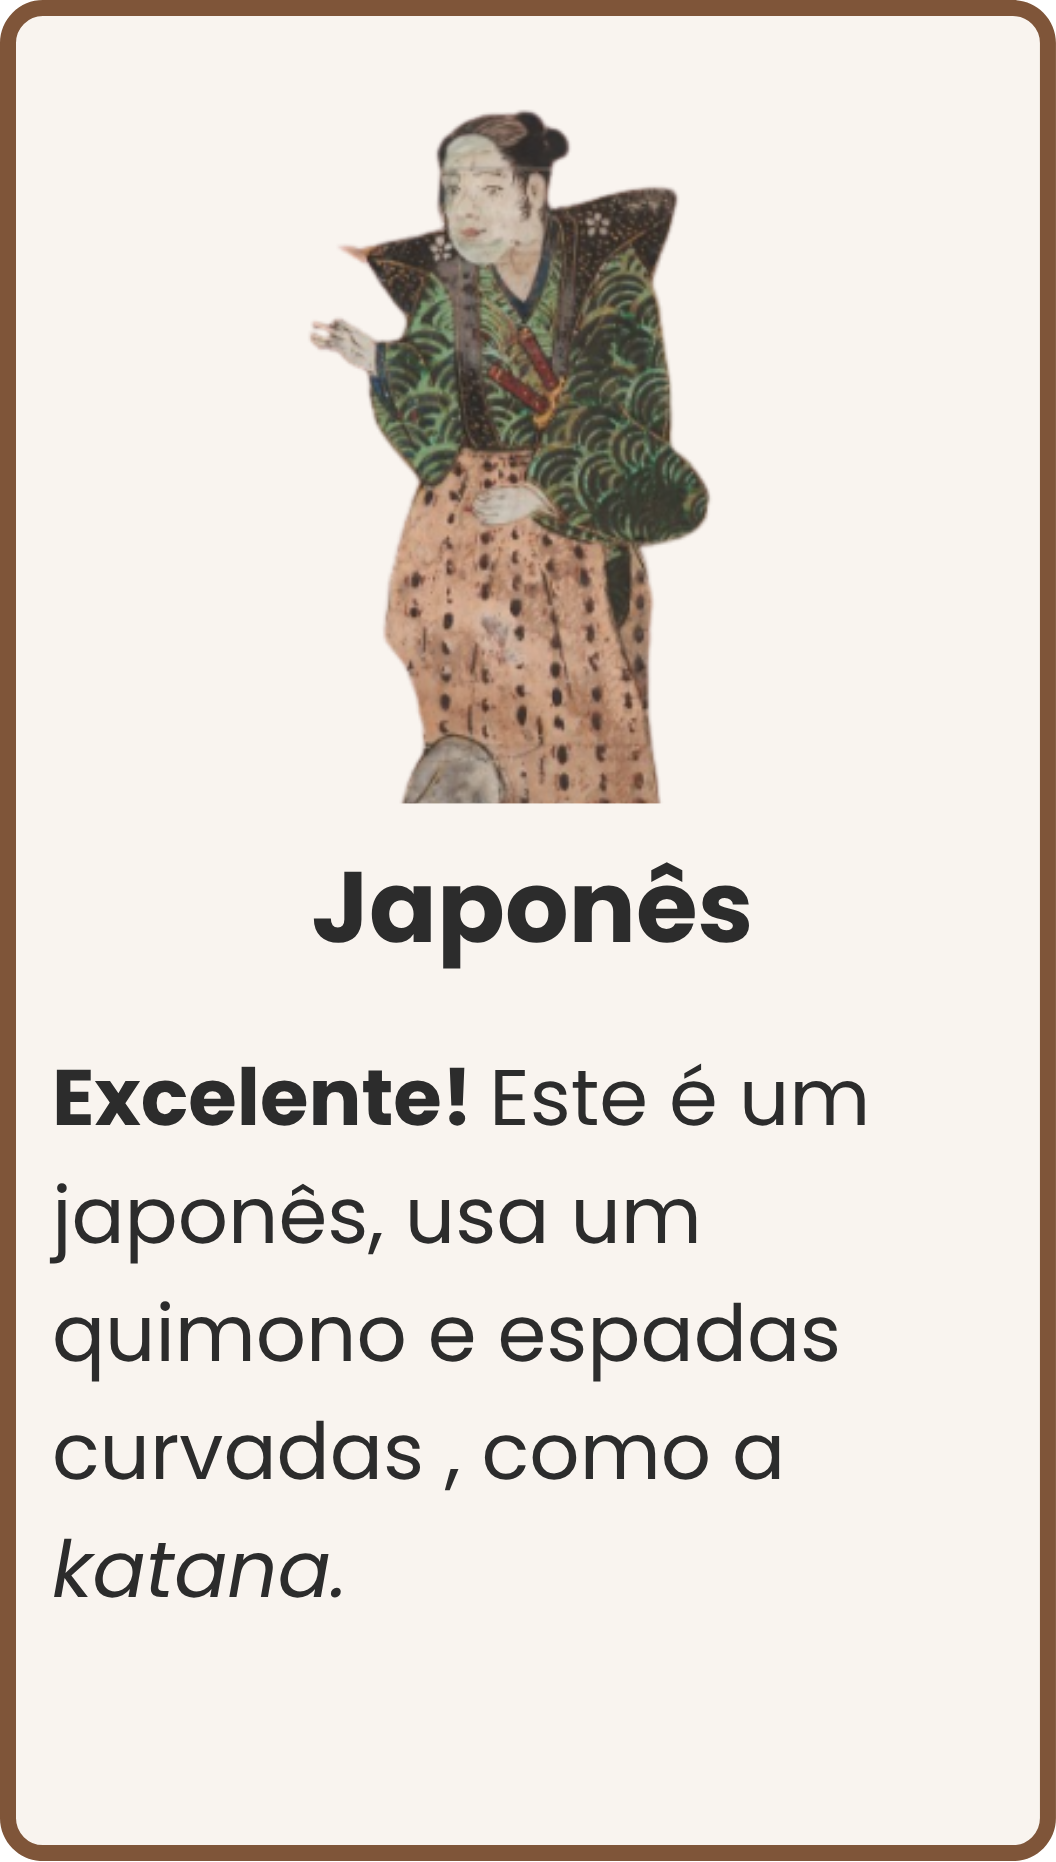 Japonês
Excelente! Este é um
japonês, usa um
quimono e espadas
curvadas , como a
katana.